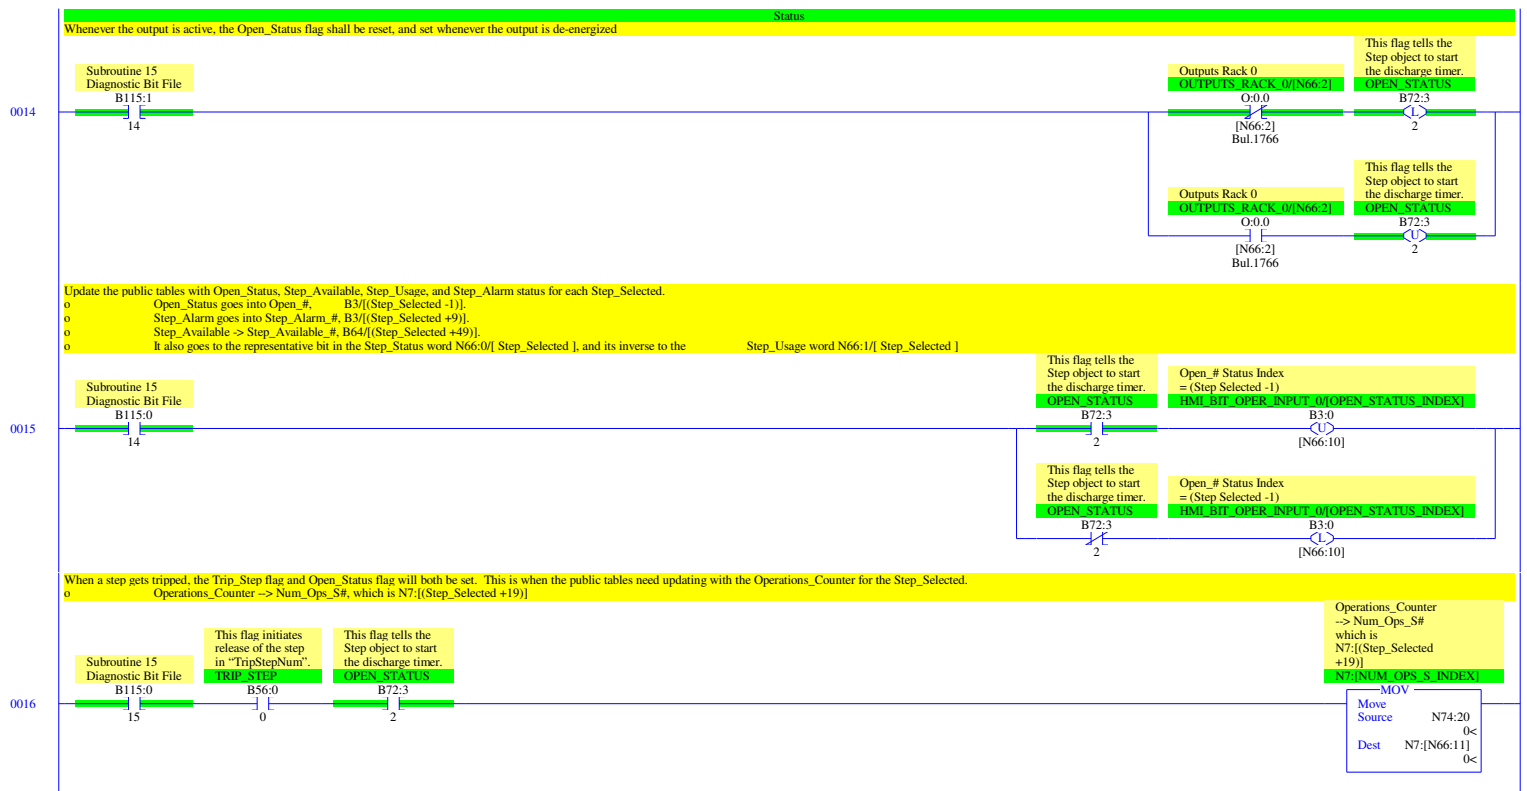 Status
Whenever the output is active, the Open_Status flag shall be reset, and set whenever the output is de-energized
This flag tells the
Step object to start
the discharge timer.
OPEN_STATUS
B72:3
L
2
Outputs Rack 0
OUTPUTS_RACK_0/[N66:2]
O:0.0
[N66:2]
Bul.1766
Subroutine 15
Diagnostic Bit File
B115:1
14
0014
This flag tells the
Step object to start
the discharge timer.
OPEN_STATUS
B72:3
U
2
Outputs Rack 0
OUTPUTS_RACK_0/[N66:2]
O:0.0
[N66:2]
Bul.1766
Update the public tables with Open_Status, Step_Available, Step_Usage, and Step_Alarm status for each Step_Selected.
o Open_Status goes into Open_#, B3/[(Step_Selected -1)].
o Step_Alarm goes into Step_Alarm_#, B3/[(Step_Selected +9)].
o Step_Available -> Step_Available_#, B64/[(Step_Selected +49)].
o It also goes to the representative bit in the Step_Status word N66:0/[ Step_Selected ], and its inverse to the Step_Usage word N66:1/[ Step_Selected ]
This flag tells the
Step object to start
the discharge timer.
OPEN_STATUS
B72:3
2
Open_# Status Index
= (Step Selected -1)
HMI_BIT_OPER_INPUT_0/[OPEN_STATUS_INDEX]
B3:0
U
[N66:10]
Subroutine 15
Diagnostic Bit File
B115:0
14
0015
This flag tells the
Step object to start
the discharge timer.
OPEN_STATUS
B72:3
2
Open_# Status Index
= (Step Selected -1)
HMI_BIT_OPER_INPUT_0/[OPEN_STATUS_INDEX]
B3:0
L
[N66:10]
When a step gets tripped, the Trip_Step flag and Open_Status flag will both be set.  This is when the public tables need updating with the Operations_Counter for the Step_Selected.
o Operations_Counter --> Num_Ops_S#, which is N7:[(Step_Selected +19)]
Subroutine 15
Diagnostic Bit File
B115:0
15
This flag initiates
release of the step
in “TripStepNum”.
TRIP_STEP
B56:0
0
This flag tells the
Step object to start
the discharge timer.
OPEN_STATUS
B72:3
2
Operations_Counter
--> Num_Ops_S#
which is
N7:[(Step_Selected
+19)]
N7:[NUM_OPS_S_INDEX]
0016
MOV
Move
Source N74:20
0<
Dest N7:[N66:11]
0<